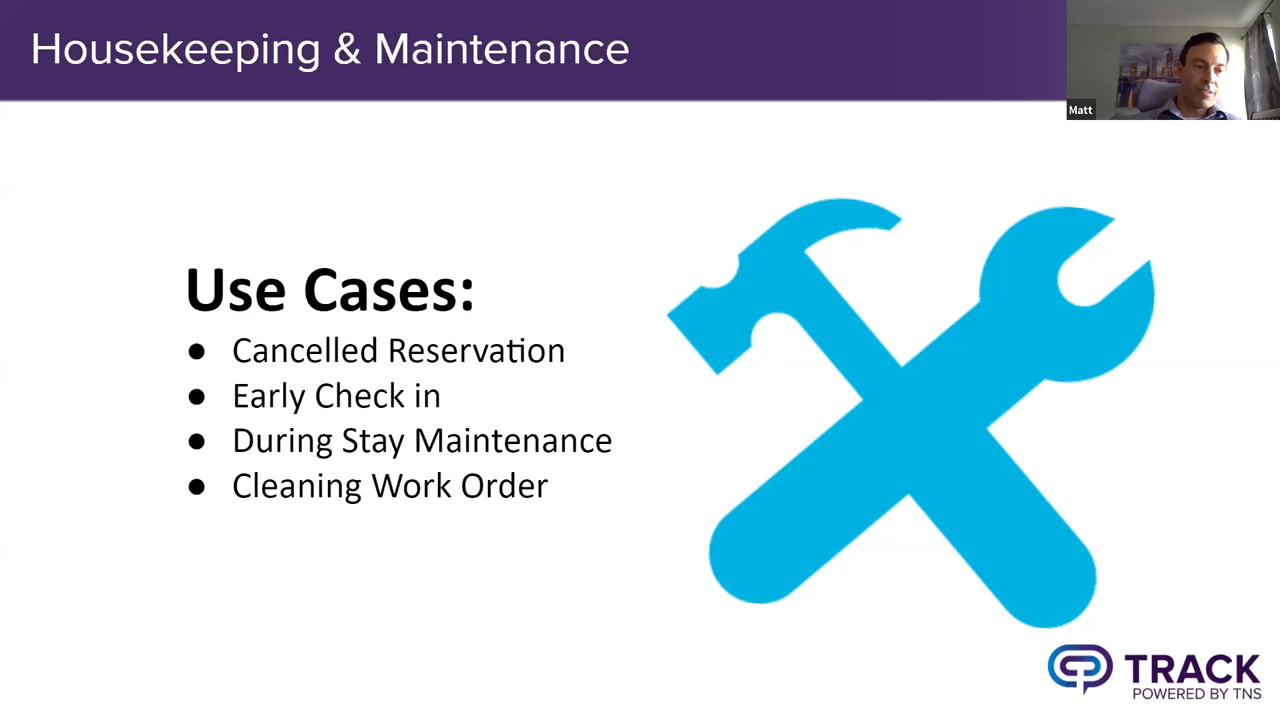 Housekeeping & Maintenance
Matt
Use Cases:
● Cancelled Reservation
● Early Check in
● During Stay Maintenance
● Cleaning Work Order
TRACK
POWERED BY TNS